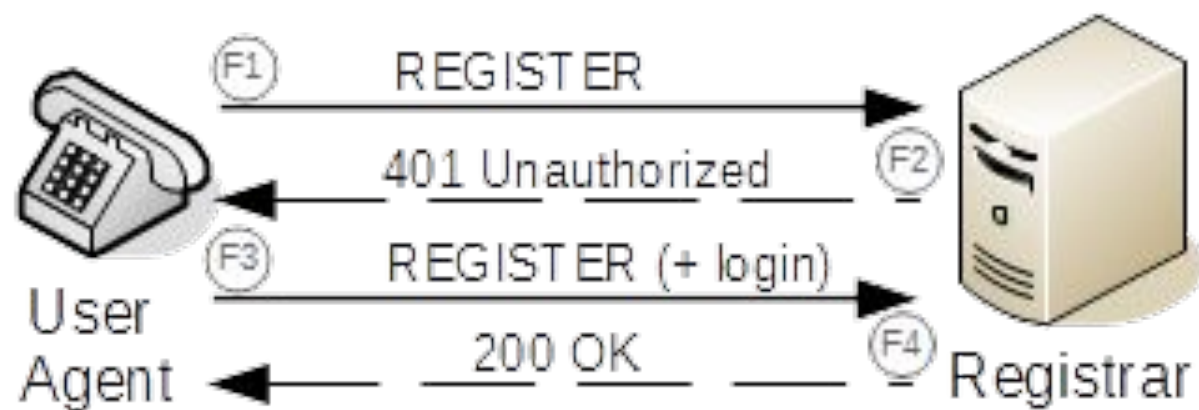 F1
REGISTER
401 Unauthorized
F2
F3
REGISTER (+ login)
200 OK
F4
User
Agent
Registrar